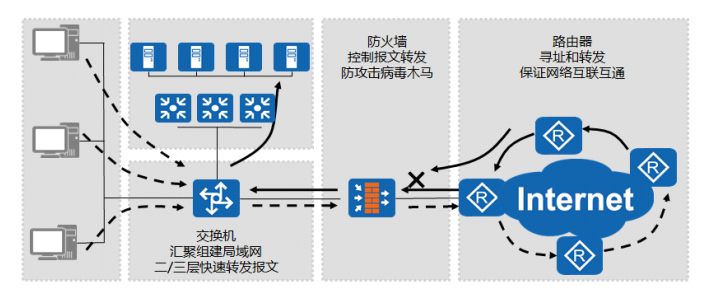 防火墙
控制报文转发
防攻击病毒木马
路由器
寻址和转发
保证网络互联互通
R
R
R
R
Internet
交换机
汇聚组建局域网
二/三层快速转发报文